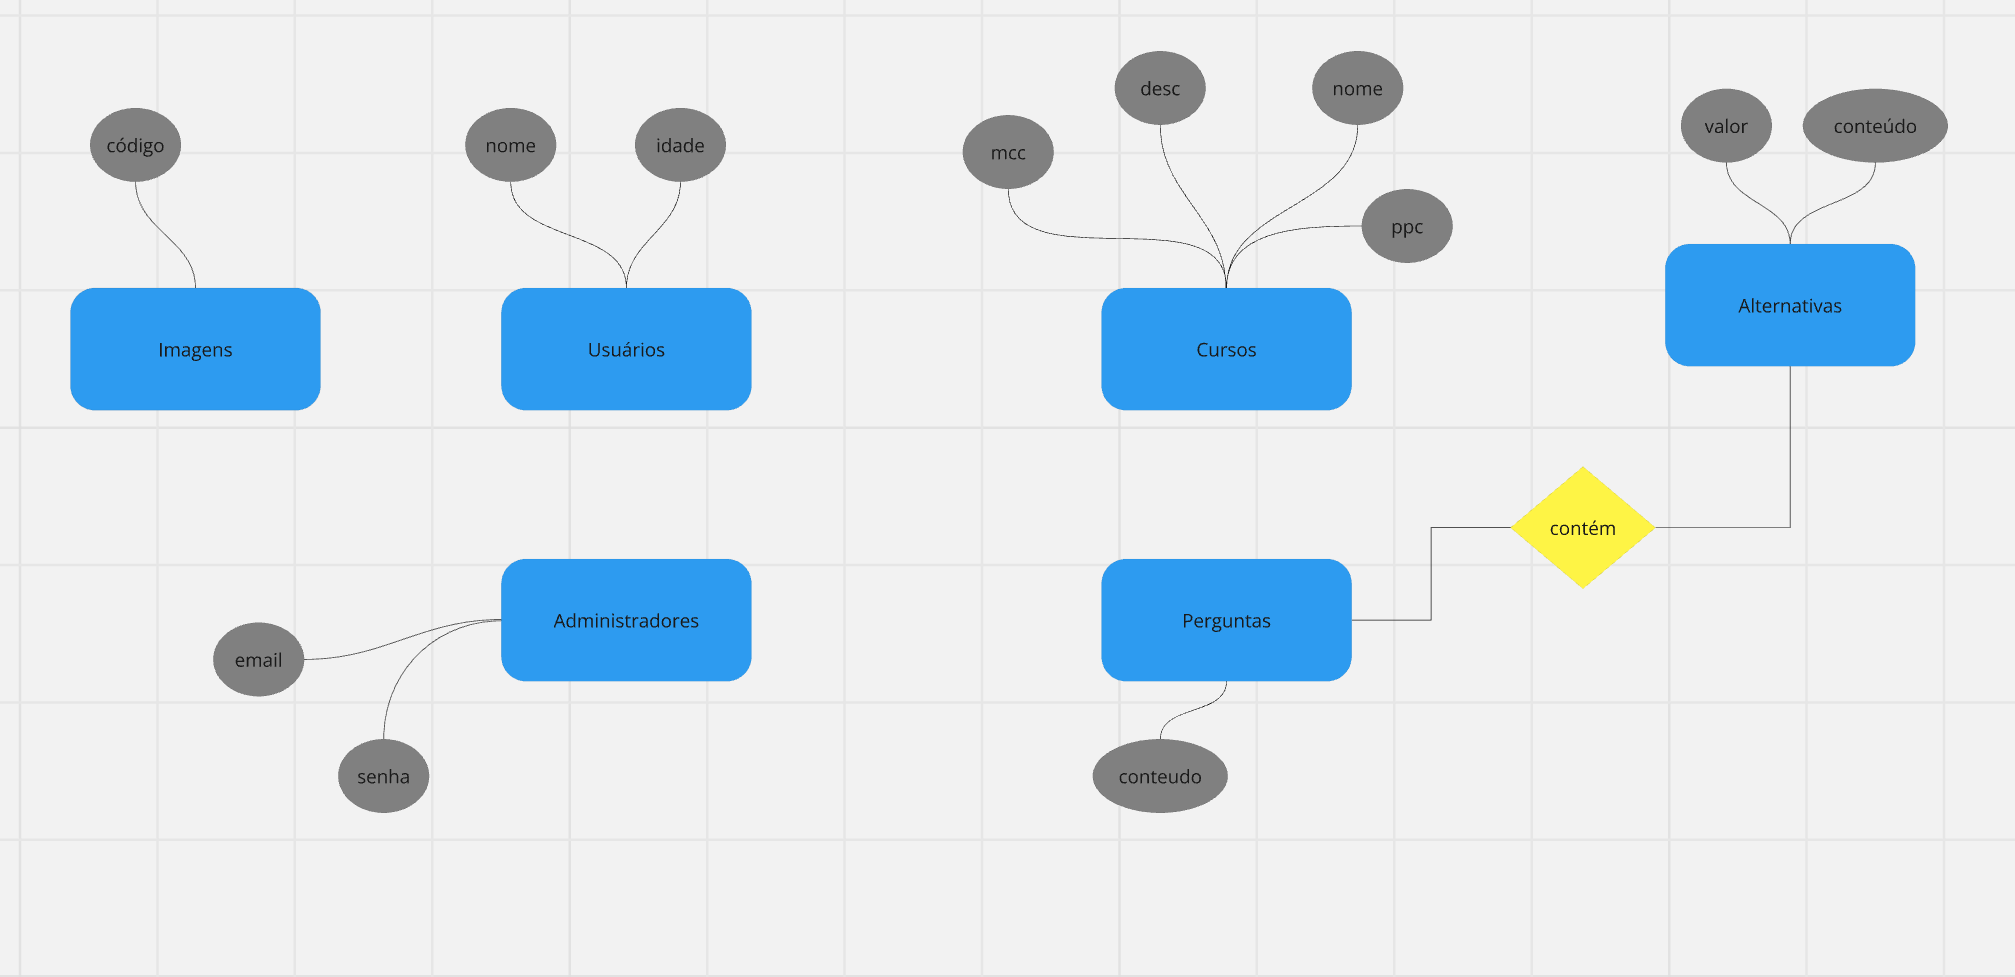 desc
nome
código
nome
idade
mcc
valor
conteúdo
ppc
Imagens
Usuários
Cursos
Alternativas
contém
Administradores
Perguntas
email
senha
conteudo